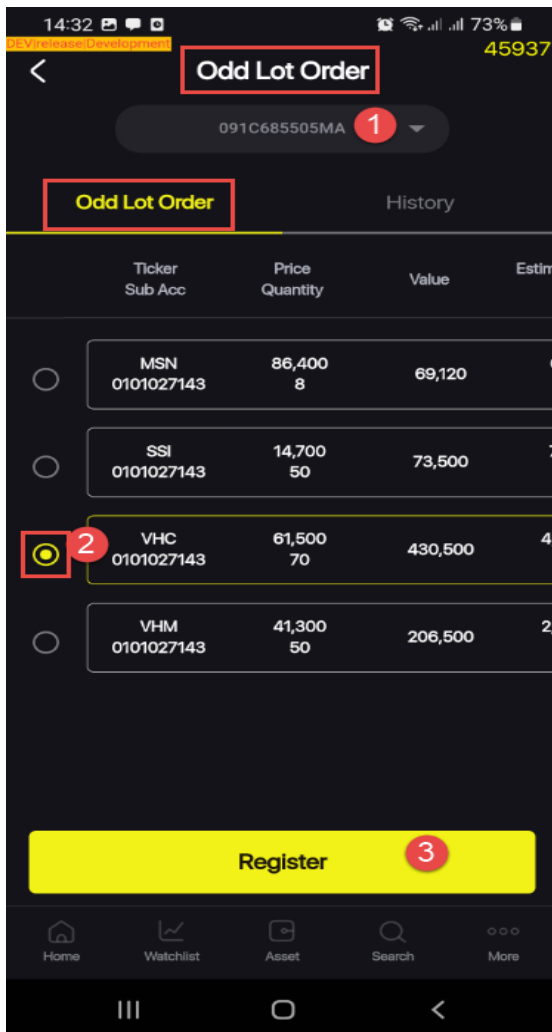 14:32 73%
DEV|release|Development
45937
Odd Lot Order
091C685505MA 1
Odd Lot Order History
Ticker Price Value Estim
Sub Acc Quantity
MSN 86,400 69,120
0101027143 8
SSI 14,700 73,500
0101027143 50
2 VHC 61,500 430,500 4
0101027143 70
VHM 41,300 206,500 2,
0101027143 50
Register 3
Home Watchlist Asset Search More